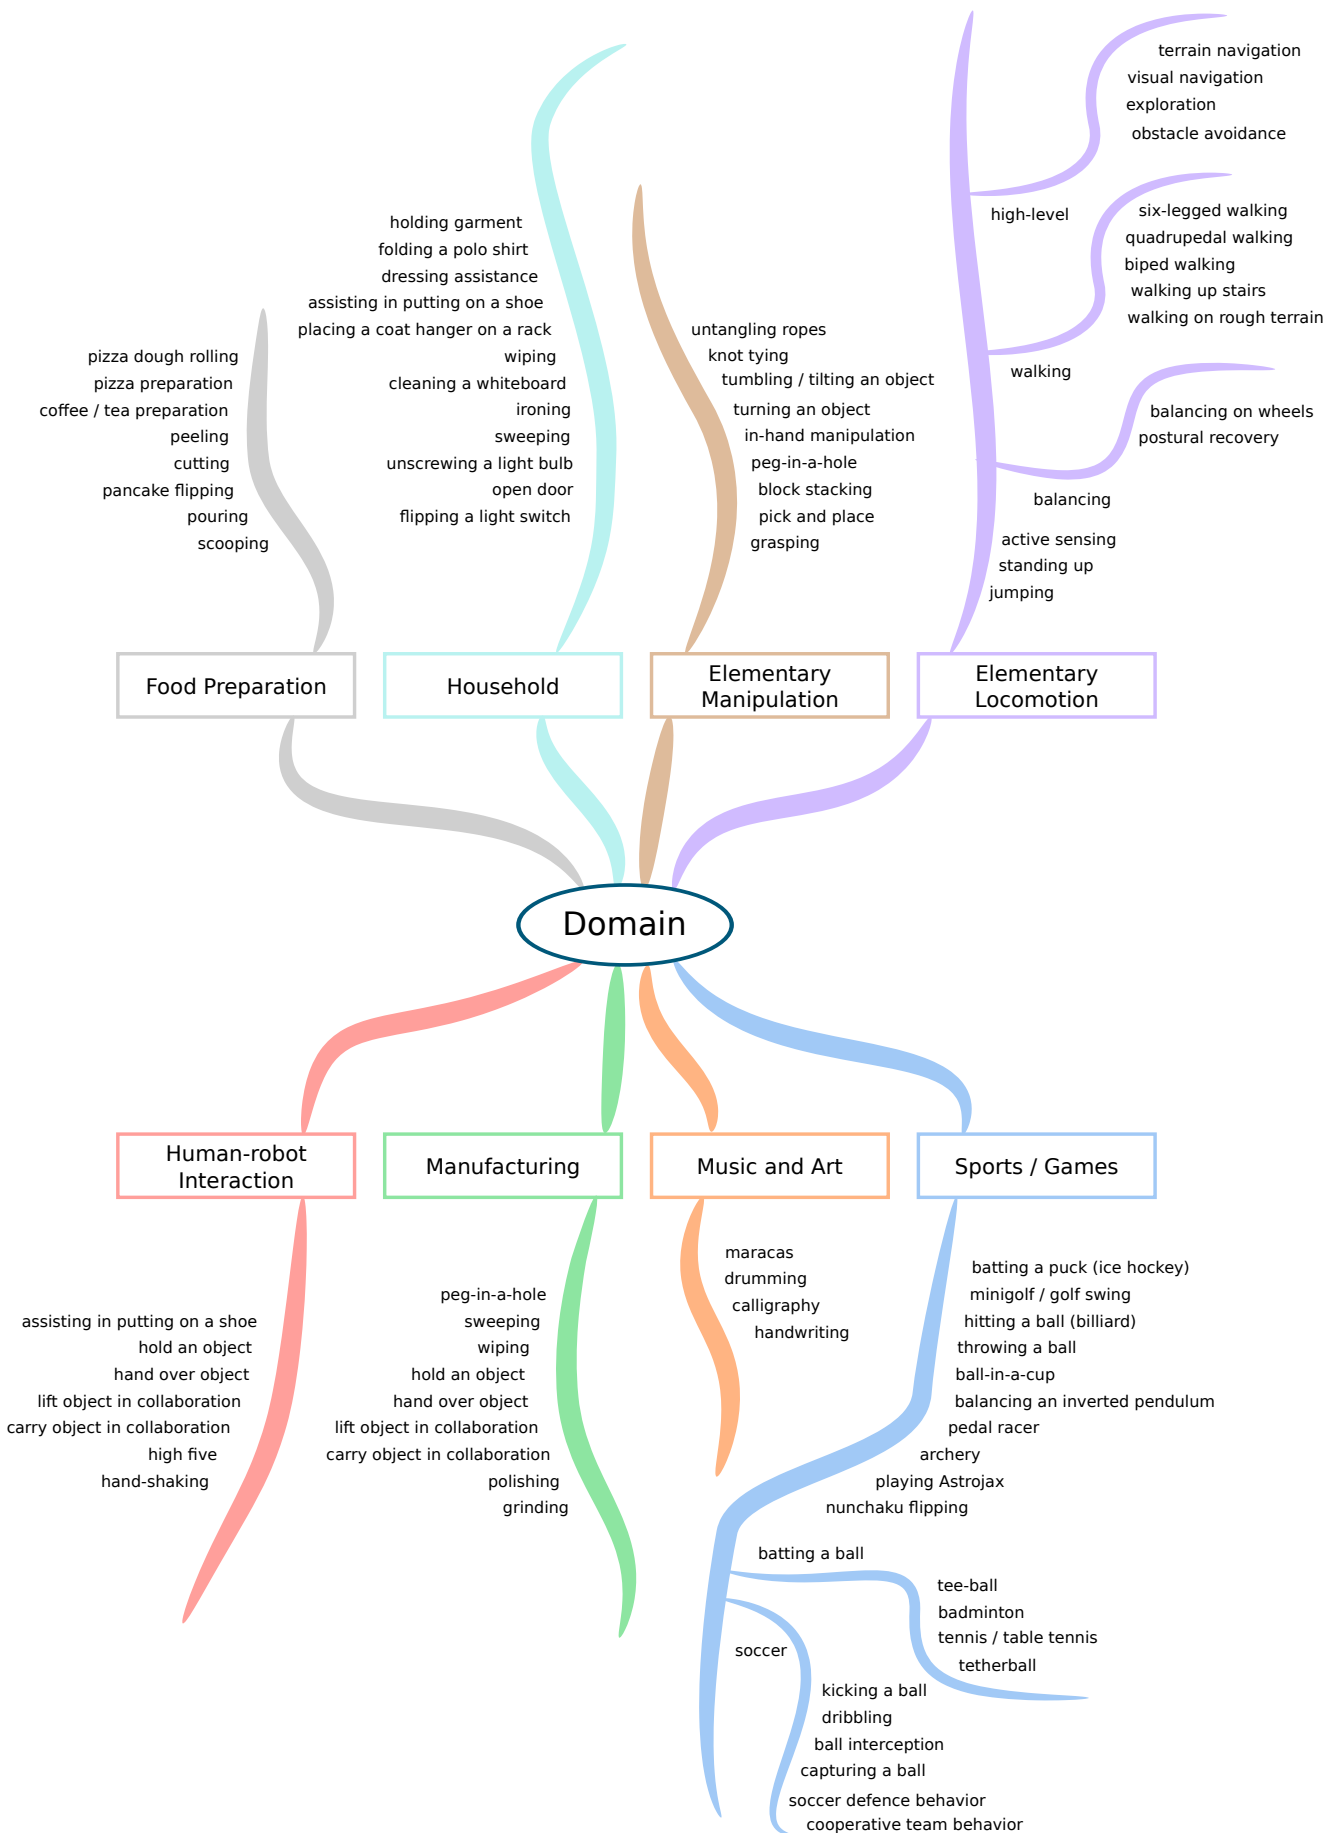 pizza dough rolling
pizza preparation
coffee / tea preparation
peeling
cutting
pancake flipping
pouring
scooping
Food Preparation
holding garment
folding a polo shirt
dressing assistance
assisting in putting on a shoe
placing a coat hanger on a rack
wiping
cleaning a whiteboard
ironing
sweeping
unscrewing a light bulb
open door
flipping a light switch
Household
untangling ropes
knot tying
tumbling / tilting an object
turning an object
in-hand manipulation
peg-in-a-hole
block stacking
pick and place
grasping
Elementary
Manipulation
terrain navigation
visual navigation
exploration
obstacle avoidance
high-level
six-legged walking
quadrupedal walking
biped walking
walking up stairs
walking on rough terrain
walking
balancing on wheels
postural recovery
balancing
active sensing
standing up
jumping
Elementary
Locomotion
Domain
Human-robot
Interaction
assisting in putting on a shoe
hold an object
hand over object
lift object in collaboration
carry object in collaboration
high five
hand-shaking
Manufacturing
peg-in-a-hole
sweeping
wiping
hold an object
hand over object
lift object in collaboration
carry object in collaboration
polishing
grinding
Music and Art
maracas
drumming
calligraphy
handwriting
Sports / Games
batting a puck (ice hockey)
minigolf / golf swing
hitting a ball (billiard)
throwing a ball
ball-in-a-cup
balancing an inverted pendulum
pedal racer
archery
playing Astrojax
nunchaku flipping
batting a ball
tee-ball
badminton
tennis / table tennis
tetherball
soccer
kicking a ball
dribbling
ball interception
capturing a ball
soccer defence behavior
cooperative team behavior